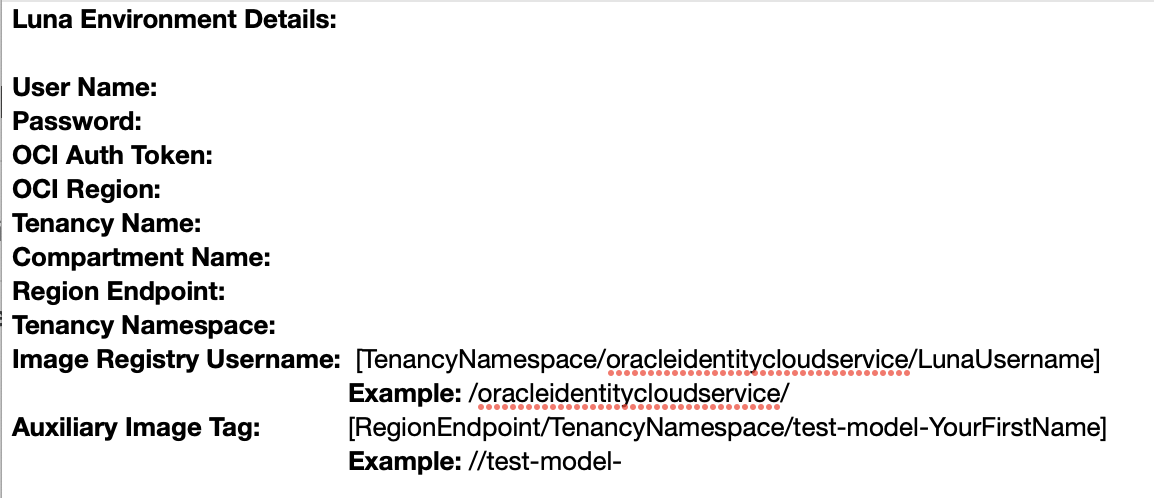 Luna Environment Details:
User Name:
Password:
OCI Auth Token:
OCI Region:
Tenancy Name:
Compartment Name:
Region Endpoint:
Tenancy Namespace:
Image Registry Username: [TenancyNamespace/oracleidentitycloudservice/LunaUsername]
Example: /oracleidentitycloudservice/
Auxiliary Image Tag: [RegionEndpoint/TenancyNamespace/test-model-YourFirstName]
Example: //test-model-